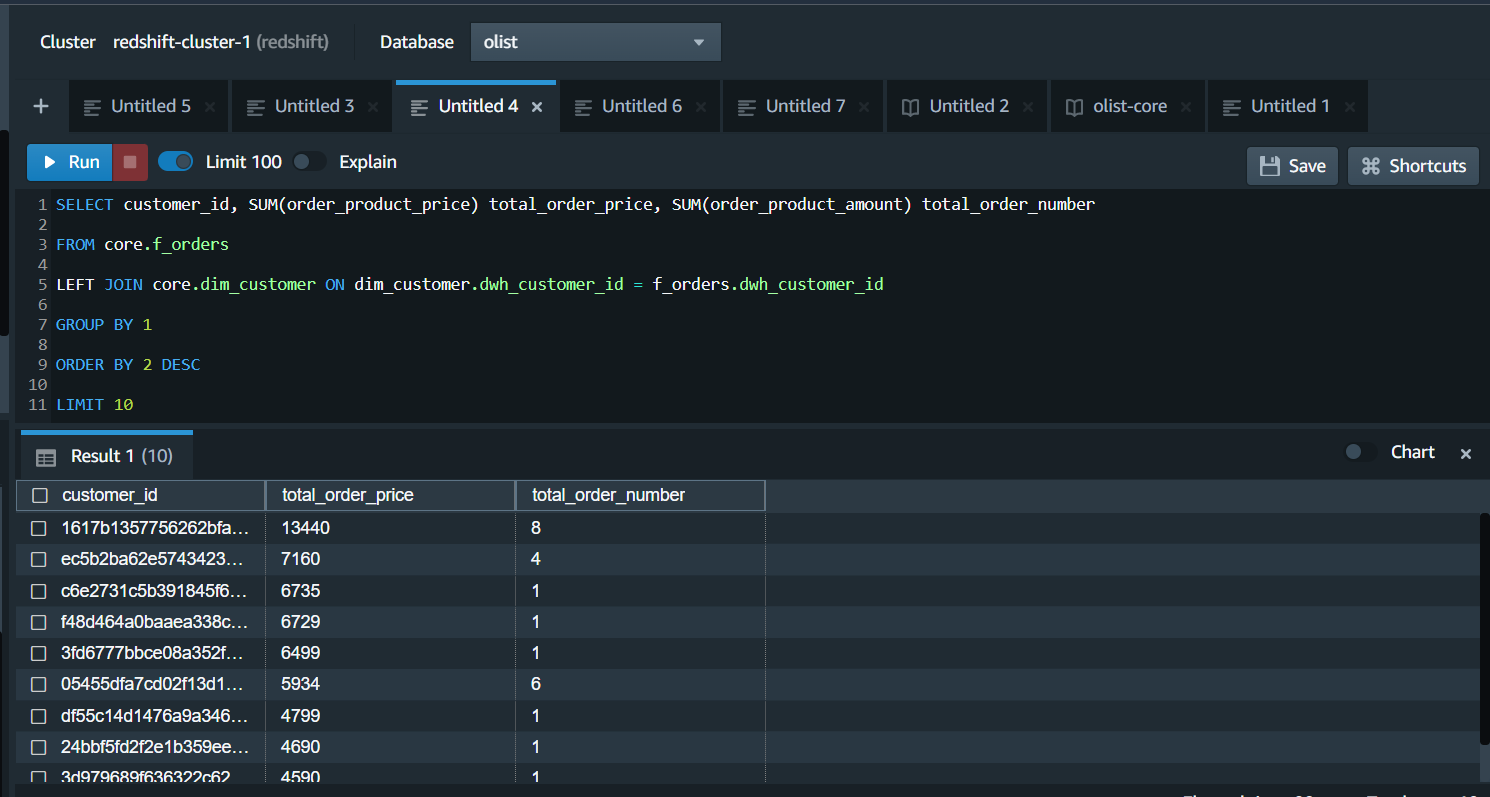 Cluster redshift-cluster-1 (redshift) Database olist
+ Untitled 5 × Untitled 3 × Untitled 4 × Untitled 6 × Untitled 7 × Untitled 2 × olist-core × Untitled 1 ×
Run Limit 100 Explain Save Shortcuts
1 SELECT customer_id, SUM(order_product_price) total_order_price, SUM(order_product_amount) total_order_number
2
3 FROM core.f_orders
4
5 LEFT JOIN core.dim_customer ON dim_customer.dwh_customer_id = f_orders.dwh_customer_id
6
7 GROUP BY 1
8
9 ORDER BY 2 DESC
10
11 LIMIT 10
Result 1 (10) Chart ×
customer_id total_order_price total_order_number
1617b1357756262bfa... 13440 8
ec5b2ba62e5743423... 7160 4
c6e2731c5b391845f6... 6735 1
f48d464a0baaea338c... 6729 1
3fd6777bbce08a352f... 6499 1
05455dfa7cd02f13d1... 5934 6
df55c14d1476a9a346... 4799 1
24bbf5fd2f2e1b359ee... 4690 1
3d979689f636322c62 4590 1